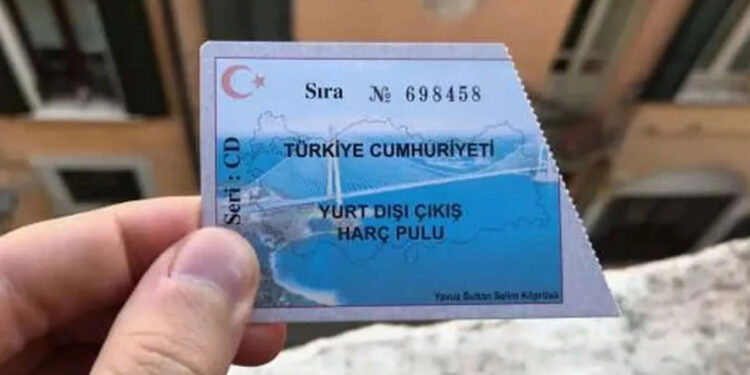 Sıra № 698458
Seri : CD
TÜRKİYE CUMHURİYETİ
YURT DIŞI ÇIKIŞ
HARÇ PULU
Yavuz Sultan Selim Köprüsü